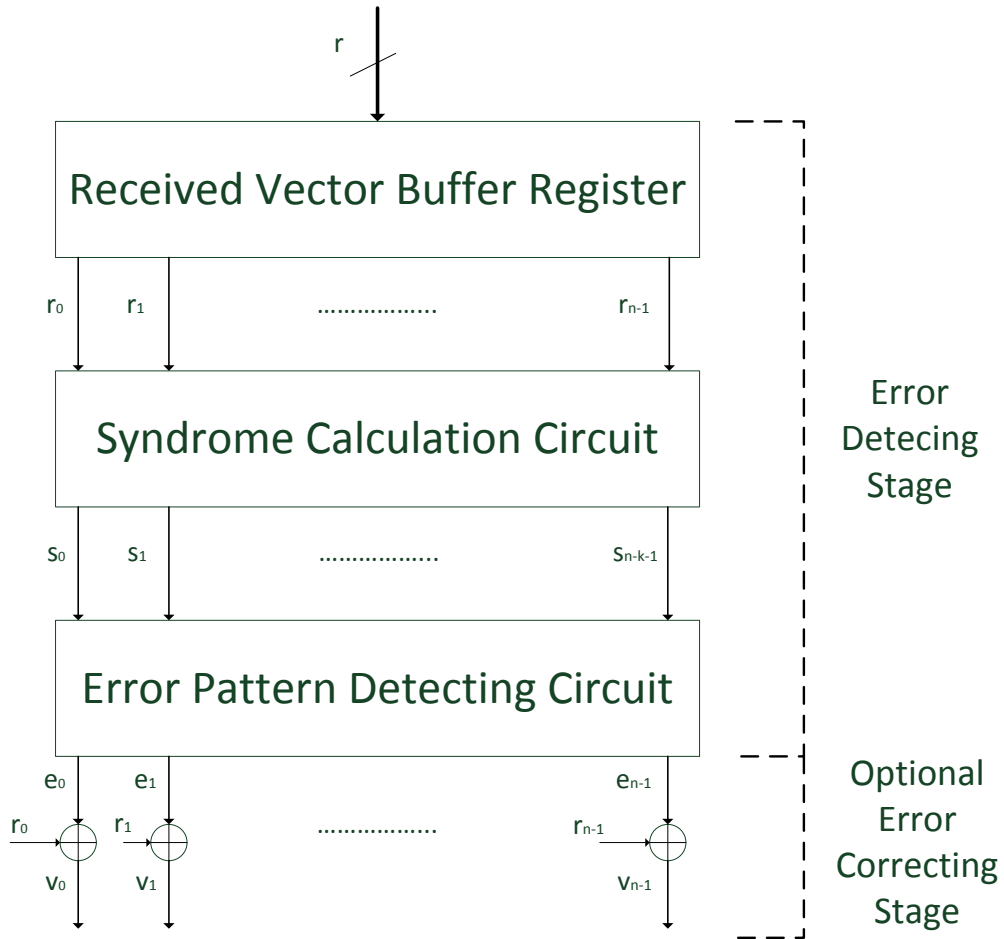 r
Received Vector Buffer Register
r0 r1 .................. rn-1
Syndrome Calculation Circuit
Error
Detecing
Stage
s0 s1 .................. sn-k-1
Error Pattern Detecting Circuit
e0 e1 en-1
r0 r1 .................. rn-1
v0 v1 vn-1
Optional
Error
Correcting
Stage